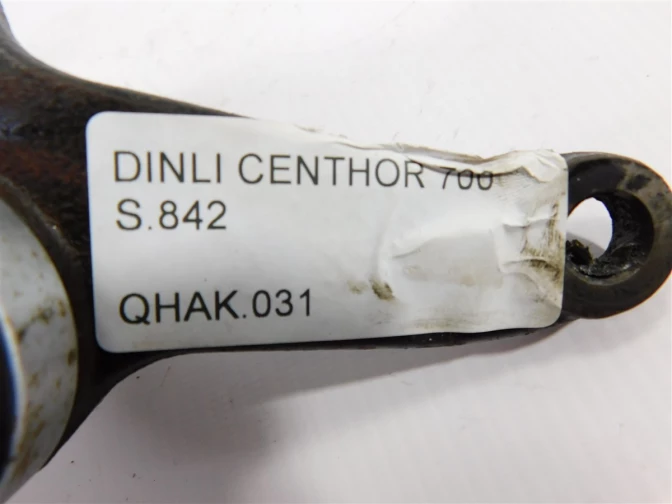 DINLI CENTHOR 700
S.842
QHAK.031